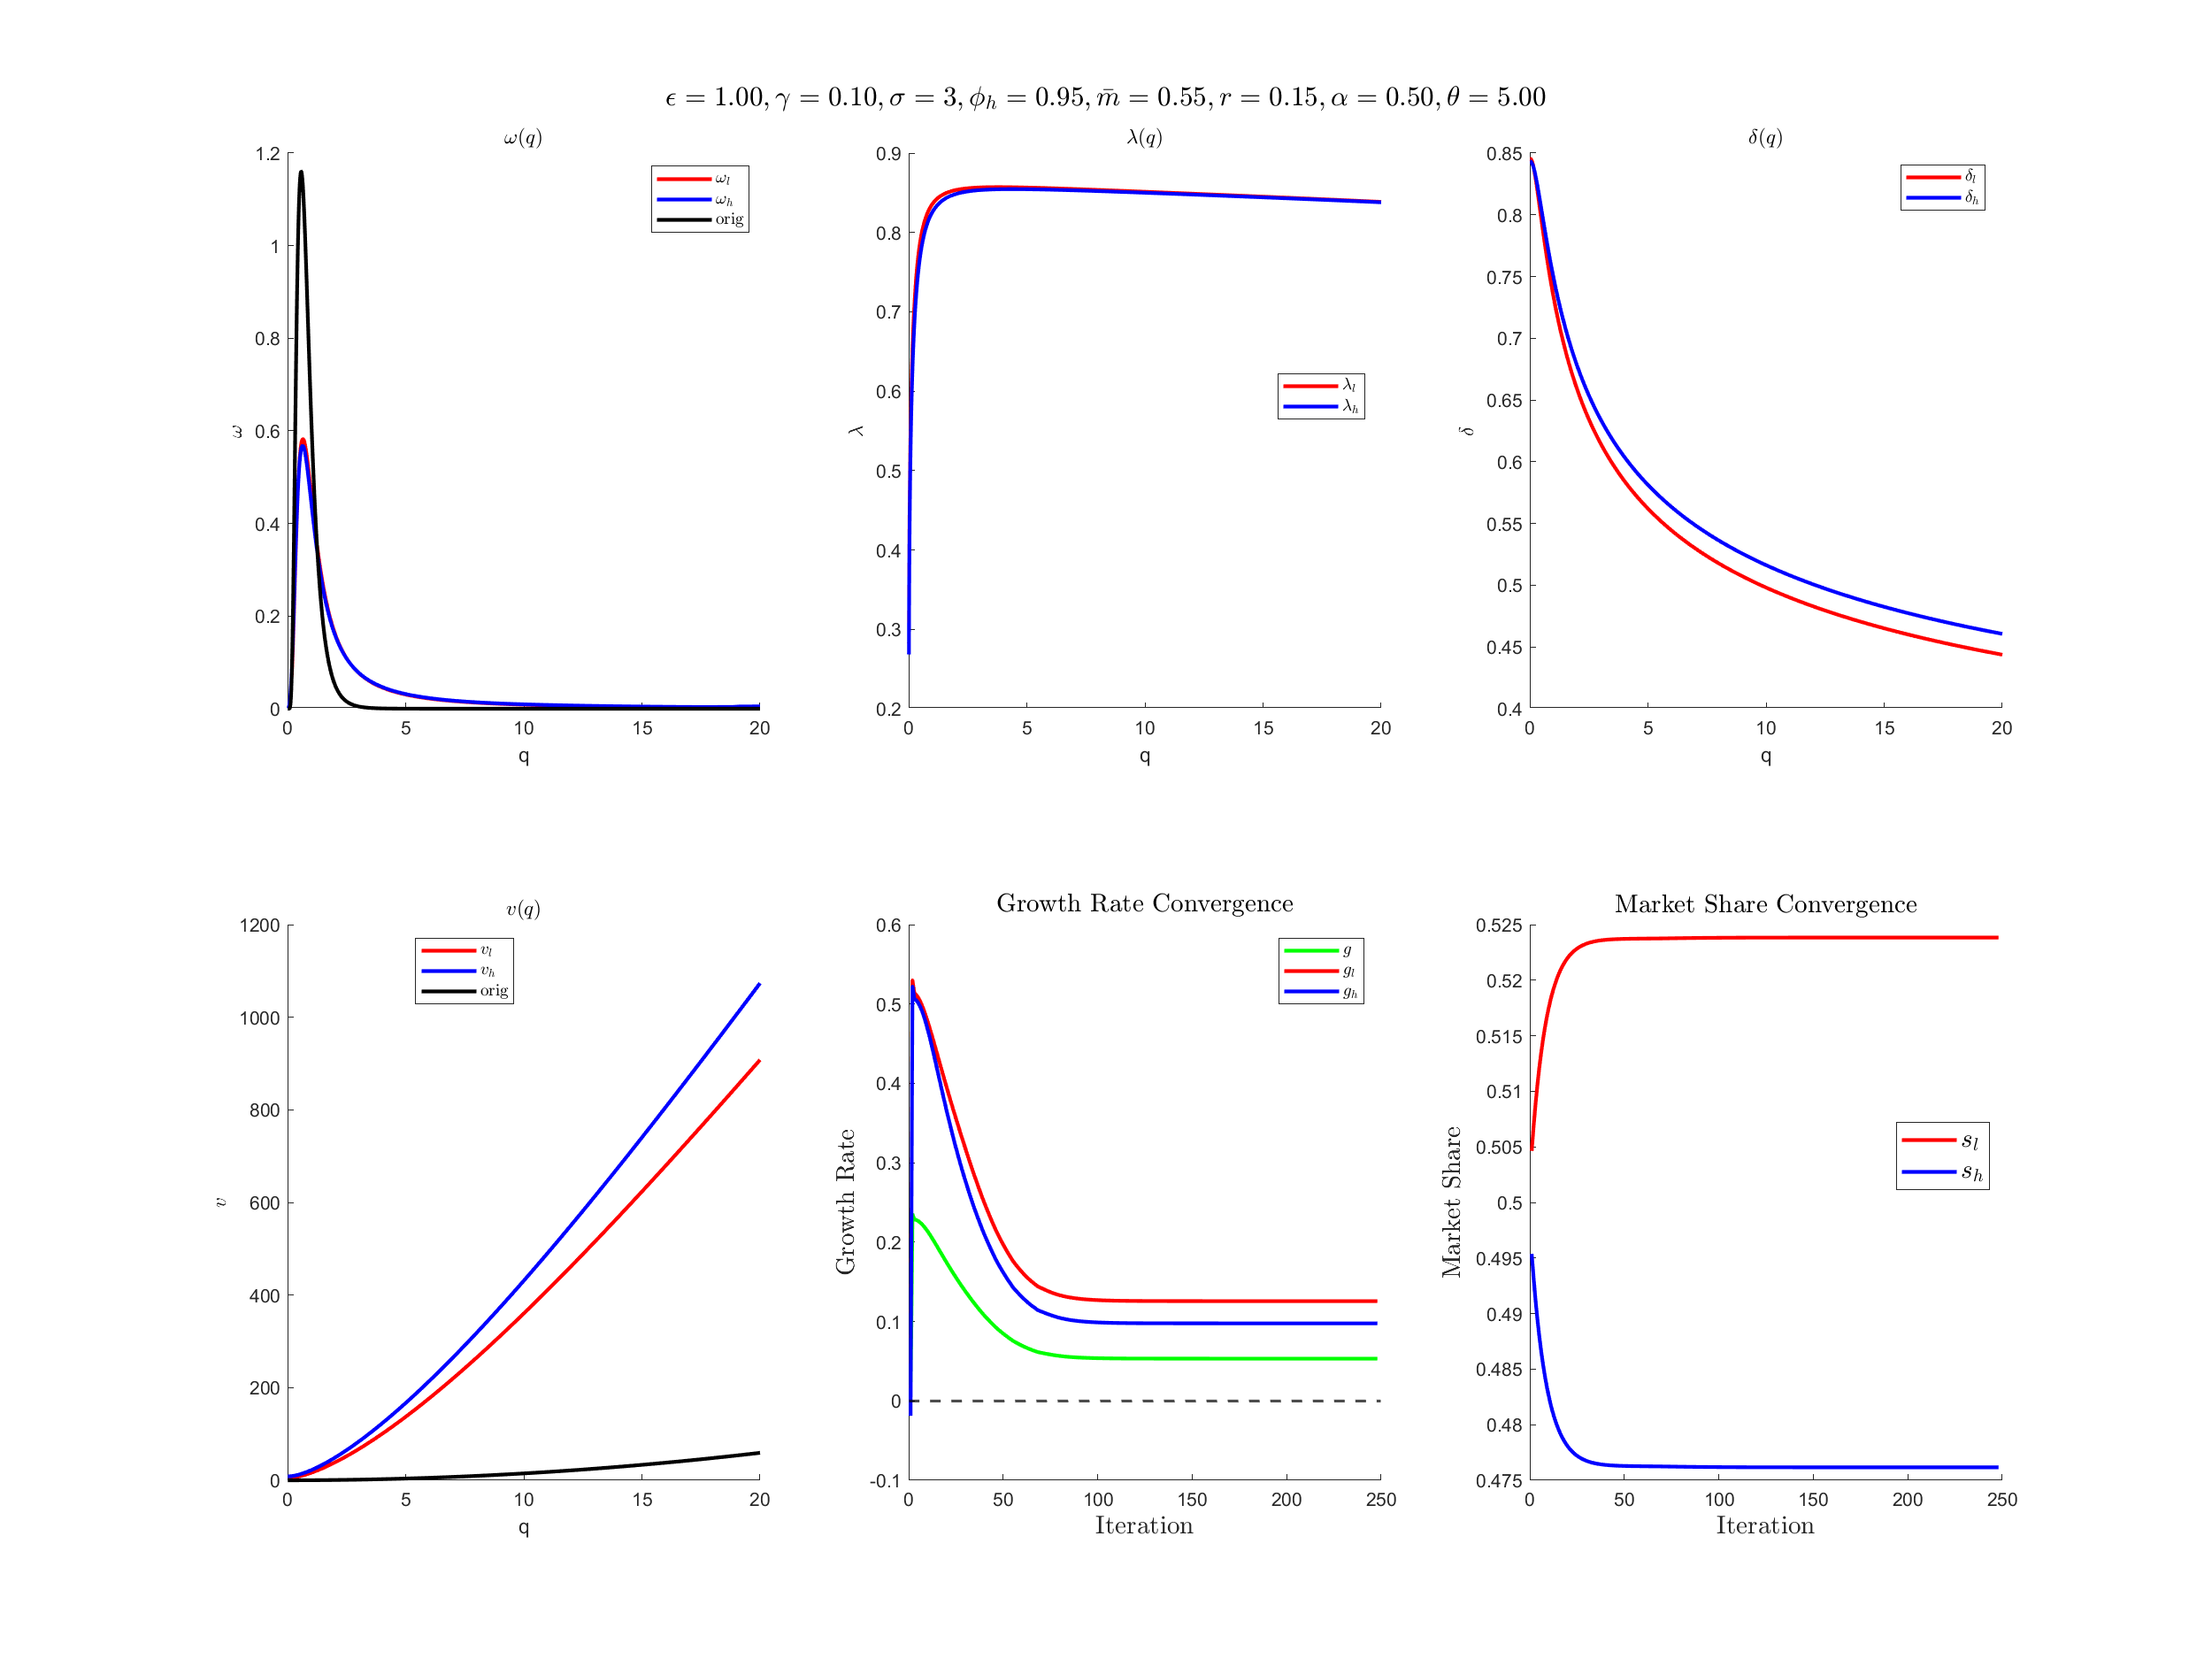 ϵ = 1.00, γ = 0.10, σ = 3, ϕ_h = 0.95, m̄ = 0.55, r = 0.15, α = 0.50, θ = 5.00
ω(q)
1.2
1
0.8
0.6
0.4
0.2
0
ω
0 5 10 15 20
q
ω_l
ω_h
orig
λ(q)
0.9
0.8
0.7
0.6
0.5
0.4
0.3
0.2
λ
0 5 10 15 20
q
λ_l
λ_h
δ(q)
0.85
0.8
0.75
0.7
0.65
0.6
0.55
0.5
0.45
0.4
δ
0 5 10 15 20
q
δ_l
δ_h
v(q)
1200
1000
800
600
400
200
0
v
0 5 10 15 20
q
v_l
v_h
orig
Growth Rate Convergence
0.6
0.5
0.4
0.3
0.2
0.1
0
-0.1
Growth Rate
0 50 100 150 200 250
Iteration
g
g_l
g_h
Market Share Convergence
0.525
0.52
0.515
0.51
0.505
0.5
0.495
0.49
0.485
0.48
0.475
Market Share
0 50 100 150 200 250
Iteration
s_l
s_h